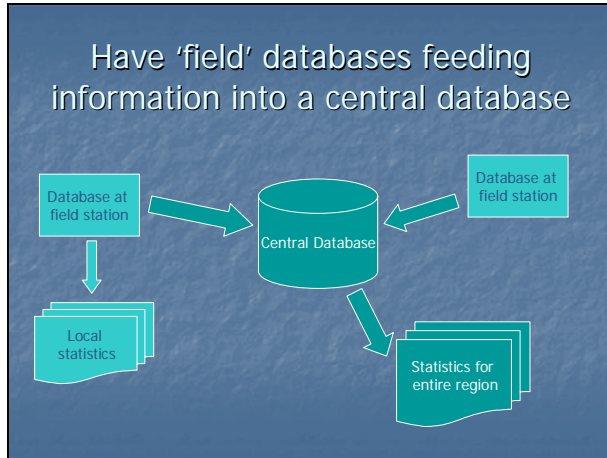 Have ‘field’ databases feeding
information into a central database
Database at
field station
Database at
field station
Central Database
Local
statistics
Statistics for
entire region